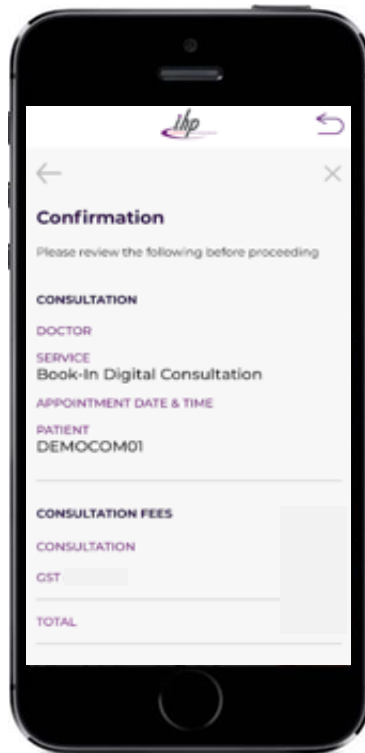 ihp
Confirmation
Please review the following before proceeding
CONSULTATION
DOCTOR
SERVICE
Book-In Digital Consultation
APPOINTMENT DATE & TIME
PATIENT
DEMOCOM01
CONSULTATION FEES
CONSULTATION
GST
TOTAL